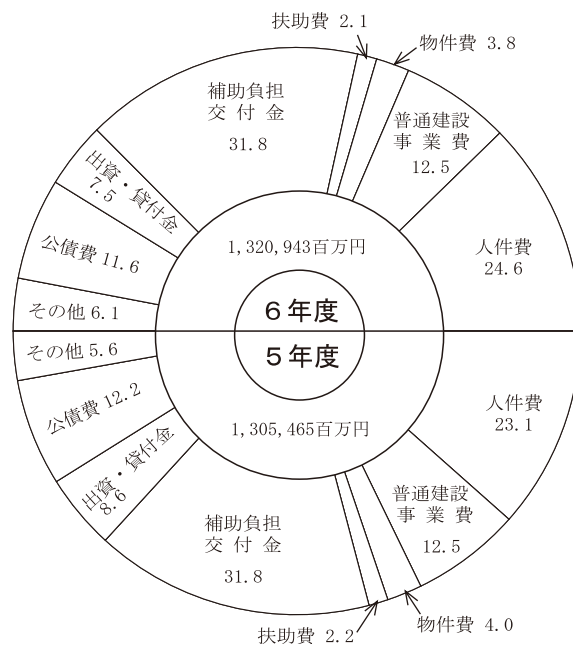 扶助費 2.1
物件費 3.8
補助負担
交付金
31.8
普通建設
事業費
12.5
出資・貸付金
7.5
人件費
24.6
公債費 11.6
1,320,943百万円
その他 6.1
6年度
5年度
その他 5.6
公債費 12.2
1,305,465百万円
人件費
23.1
出資・貸付金
8.6
普通建設
事業費
12.5
補助負担
交付金
31.8
扶助費 2.2
物件費 4.0